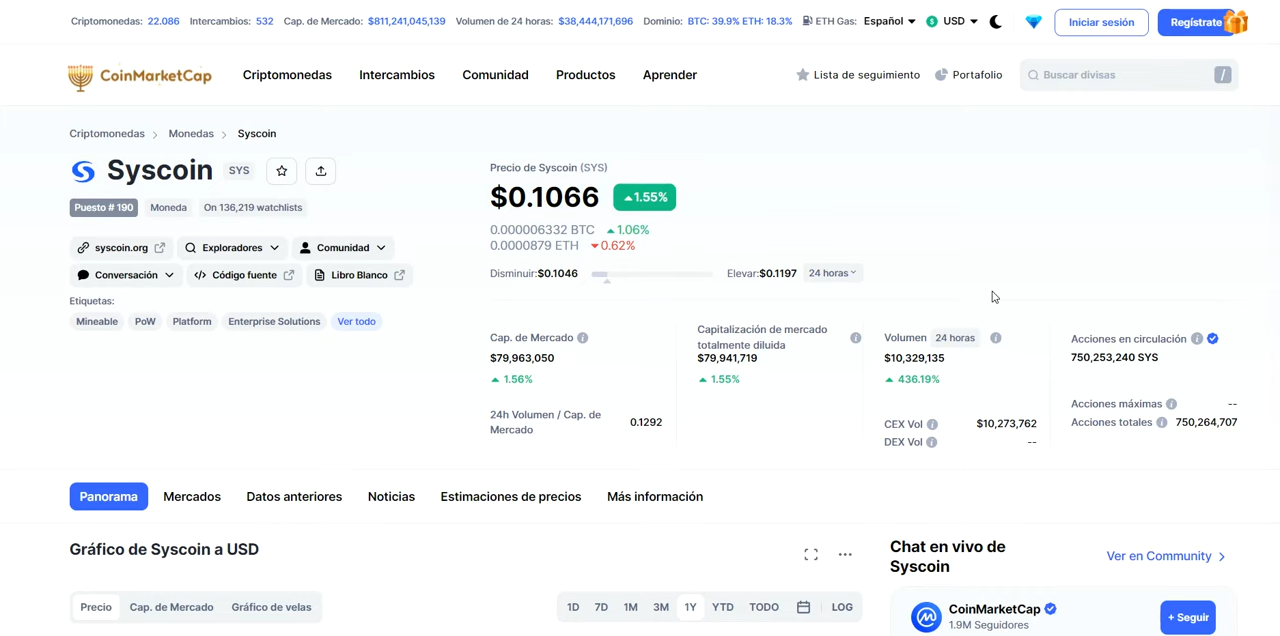 Criptomonedas: 22.086 Intercambios: 532 Cap. de Mercado: $811,241,045,139 Volumen de 24 horas: $38,444,171,696 Dominio: BTC: 39.9% ETH: 18.3% ETH Gas: Español USD Iniciar sesión Regístrate
CoinMarketCap Criptomonedas Intercambios Comunidad Productos Aprender Lista de seguimiento Portafolio Buscar divisas /
Criptomonedas Monedas Syscoin
Syscoin SYS
Puesto # 190 Moneda On 136,219 watchlists
syscoin.org Exploradores Comunidad
Conversación Código fuente Libro Blanco
Etiquetas:
Mineable PoW Platform Enterprise Solutions Ver todo
Precio de Syscoin (SYS)
$0.1066 1.55%
0.000006332 BTC 1.06%
0.0000879 ETH 0.62%
Disminuir:$0.1046 Elevar:$0.1197 24 horas
Cap. de Mercado
$79,963,050
1.56%
24h Volumen / Cap. de
Mercado 0.1292
Capitalización de mercado
totalmente diluida
$79,941,719
1.55%
Volumen 24 horas
$10,329,135
436.19%
CEX Vol $10,273,762
DEX Vol --
Acciones en circulación
750,253,240 SYS
Acciones máximas --
Acciones totales 750,264,707
Panorama Mercados Datos anteriores Noticias Estimaciones de precios Más información
Gráfico de Syscoin a USD
Precio Cap. de Mercado Gráfico de velas 1D 7D 1M 3M 1Y YTD TODO LOG
Chat en vivo de
Syscoin
Ver en Community
CoinMarketCap
1.9M Seguidores
+ Seguir